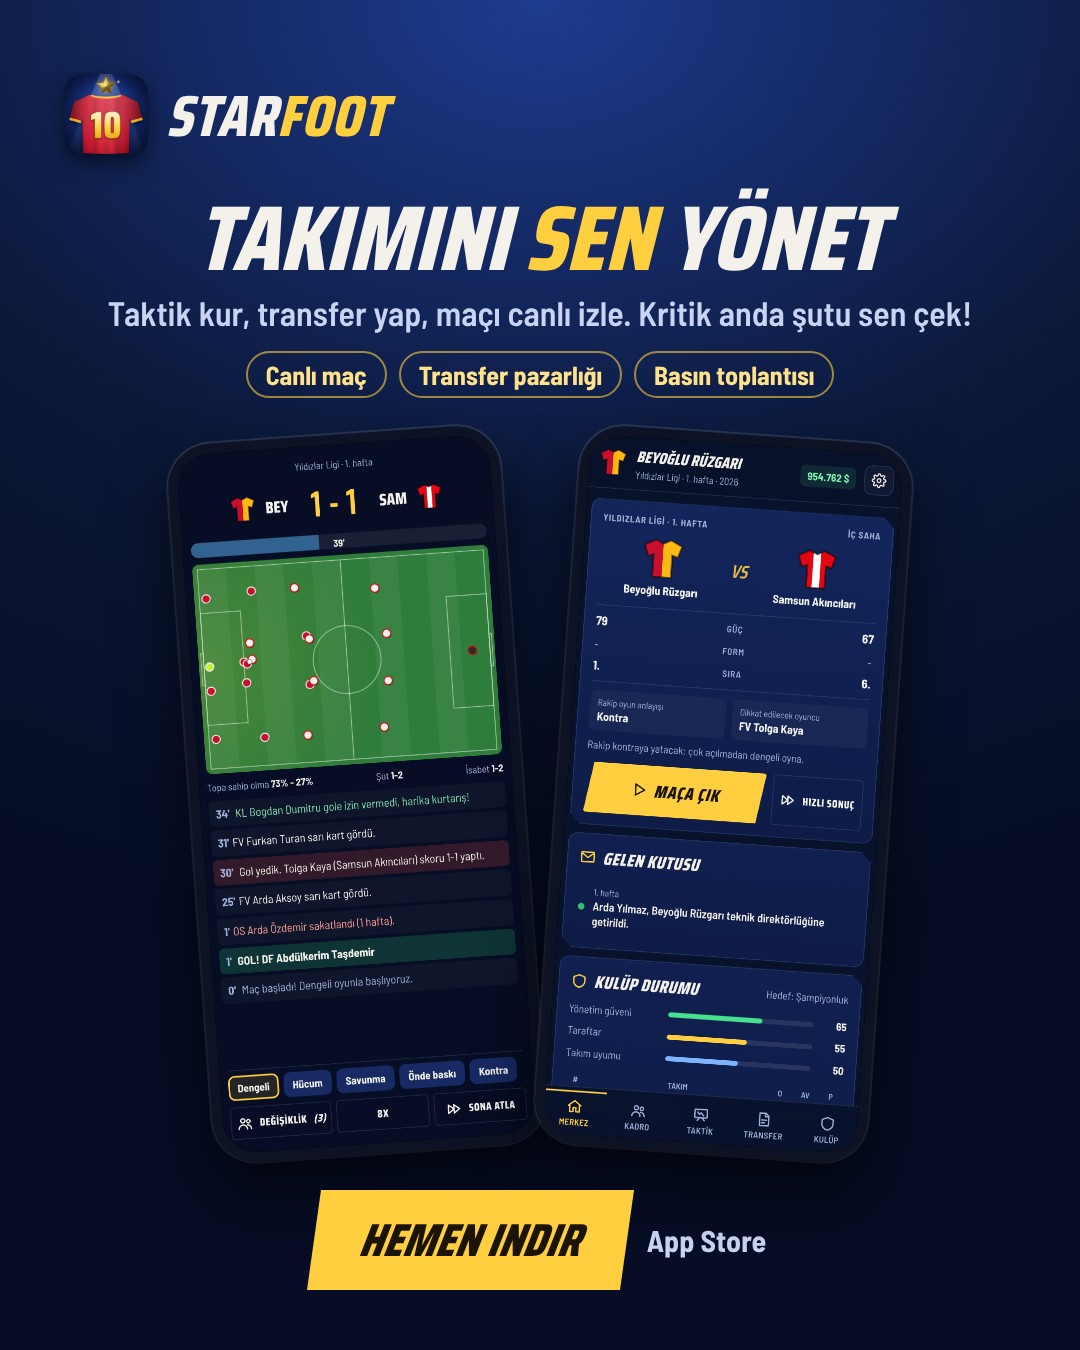 10
STARFOOT
TAKIMINI SEN YÖNET
Taktik kur, transfer yap, maçı canlı izle. Kritik anda şutu sen çek!
Canlı maç
Transfer pazarlığı
Basın toplantısı
Yıldızlar Ligi · 1. hafta
BEY 1 - 1 SAM
39'
Topa sahip olma 73% - 27%
Şut 1-2
İsabet 1-2
34' KL Bogdan Dumitru gole izin vermedi, harika kurtarış!
31' FV Furkan Turan sarı kart gördü.
30' Gol yedik. Tolga Kaya (Samsun Akıncıları) skoru 1-1 yaptı.
25' FV Arda Aksoy sarı kart gördü.
1' OS Arda Özdemir sakatlandı (1 hafta).
1' GOL! DF Abdülkerim Taşdemir
0' Maç başladı! Dengeli oyunla başlıyoruz.
Dengeli
Hücum
Savunma
Önde baskı
Kontra
DEĞİŞİKLİK (3)
8X
SONA ATLA
BEYOĞLU RÜZGARI
Yıldızlar Ligi · 1. hafta · 2026
954.762 $
YILDIZLAR LİGİ · 1. HAFTA
İÇ SAHA
VS
Beyoğlu Rüzgarı
Samsun Akıncıları
79 GÜÇ 67
- FORM -
1. SIRA 6.
Rakip oyun anlayışı
Kontra
Dikkat edilecek oyuncu
FV Tolga Kaya
Rakip kontraya yatacak: çok açılmadan dengeli oyna.
MAÇA ÇIK
HIZLI SONUÇ
GELEN KUTUSU
1. hafta
Arda Yılmaz, Beyoğlu Rüzgarı teknik direktörlüğüne
getirildi.
KULÜP DURUMU
Hedef: Şampiyonluk
Yönetim güveni 65
Taraftar 55
Takım uyumu 50
# TAKIM O AV P
MERKEZ
KADRO
TAKTİK
TRANSFER
KULÜP
HEMEN INDIR
App Store